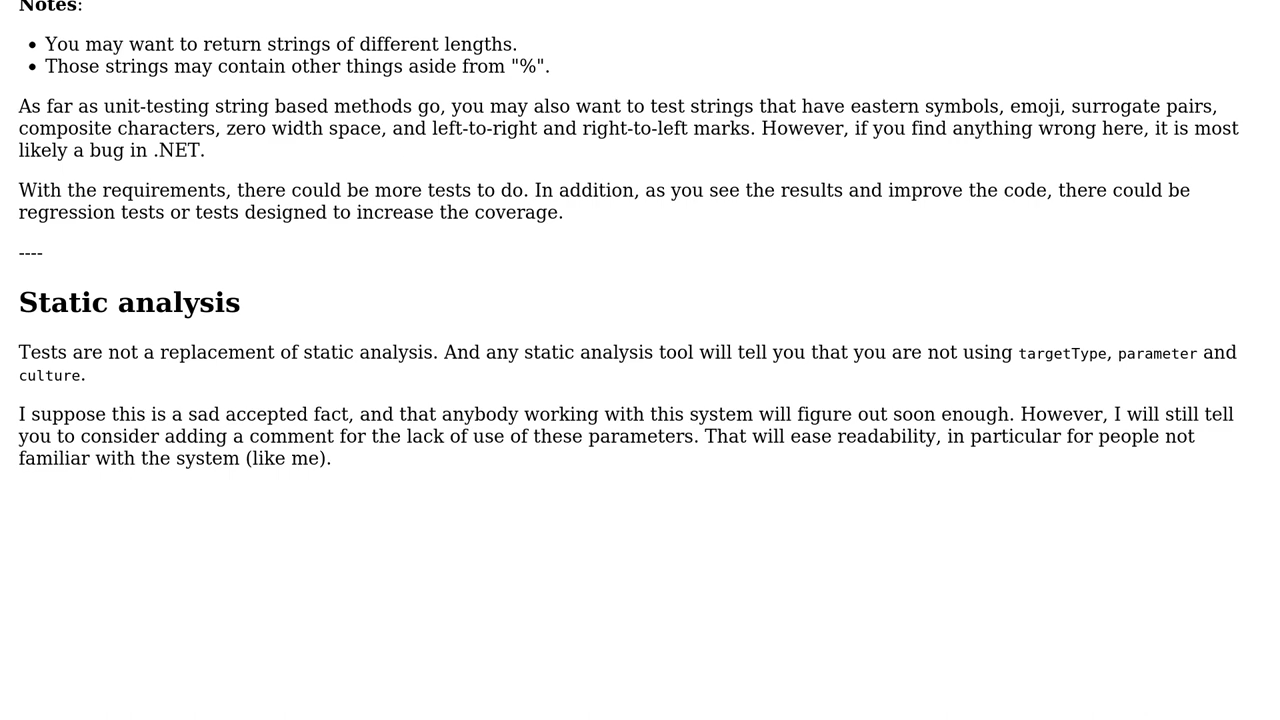 Notes:
You may want to return strings of different lengths.
Those strings may contain other things aside from "%".
As far as unit-testing string based methods go, you may also want to test strings that have eastern symbols, emoji, surrogate pairs,
composite characters, zero width space, and left-to-right and right-to-left marks. However, if you find anything wrong here, it is most
likely a bug in .NET.
With the requirements, there could be more tests to do. In addition, as you see the results and improve the code, there could be
regression tests or tests designed to increase the coverage.
----
Static analysis
Tests are not a replacement of static analysis. And any static analysis tool will tell you that you are not using targetType, parameter and
culture.
I suppose this is a sad accepted fact, and that anybody working with this system will figure out soon enough. However, I will still tell
you to consider adding a comment for the lack of use of these parameters. That will ease readability, in particular for people not
familiar with the system (like me).